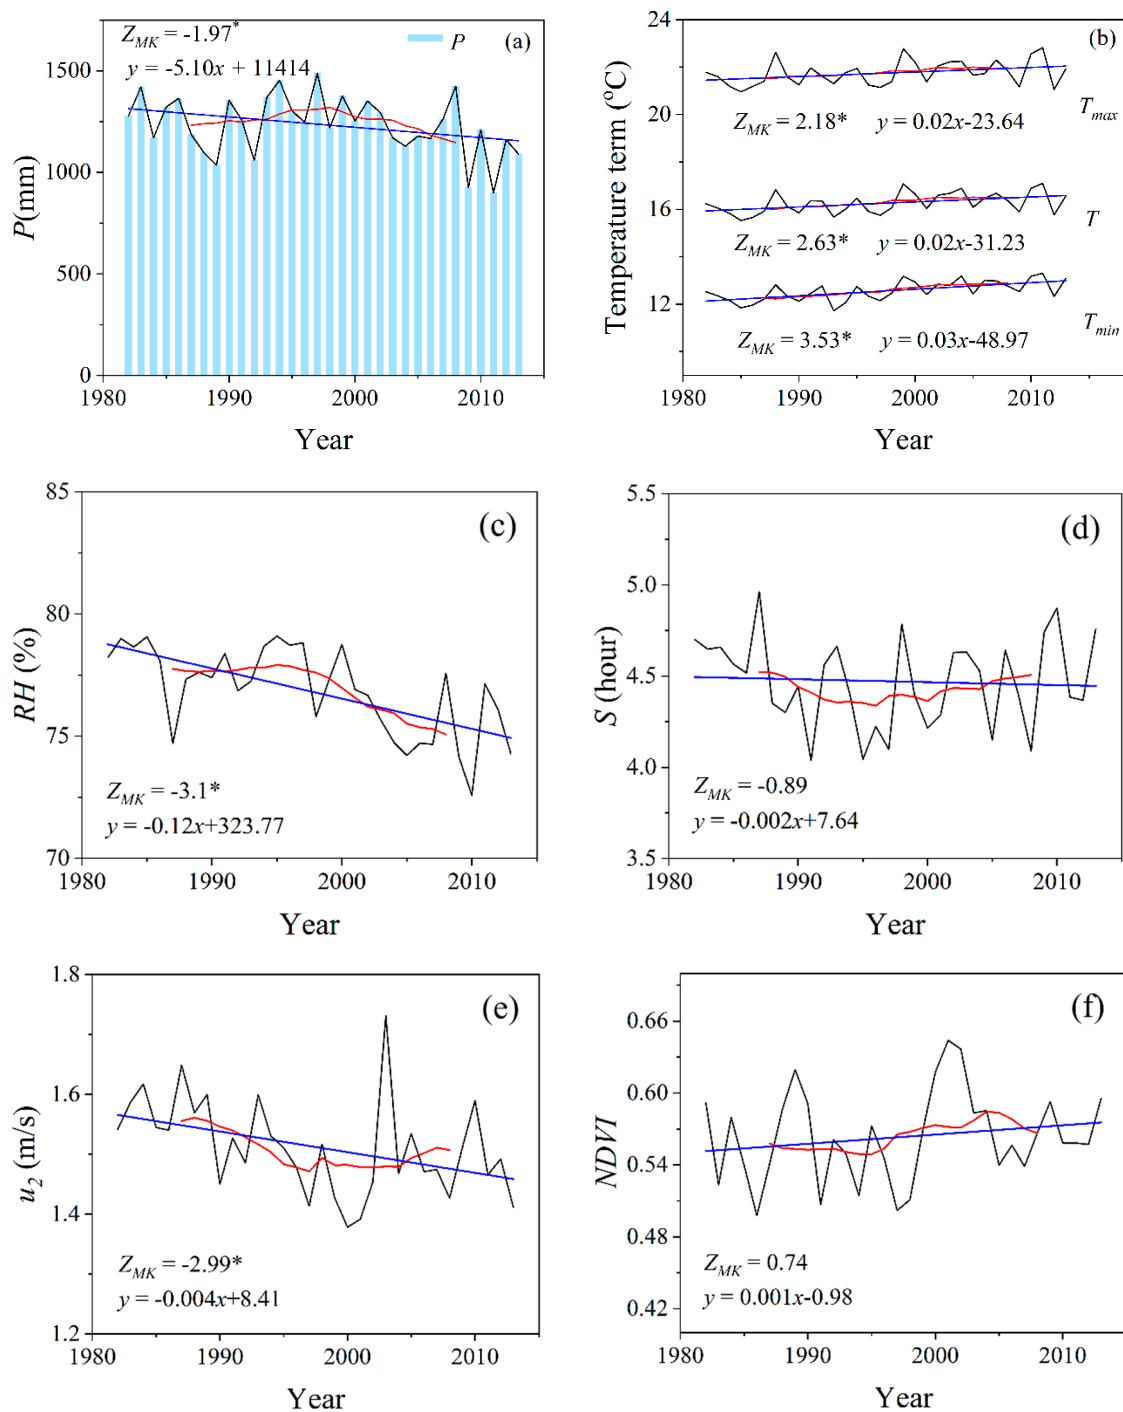 Z_MK = -1.97*
P
(a)
y = -5.10x + 11414
1500
1000
500
0
P(mm)
1980
1990
2000
2010
Year
24
(b)
20
16
12
Temperature term (°C)
T_max
Z_MK = 2.18* y = 0.02x-23.64
T
Z_MK = 2.63* y = 0.02x-31.23
T_min
Z_MK = 3.53* y = 0.03x-48.97
1980
1990
2000
2010
Year
85
(c)
80
75
70
RH (%)
Z_MK = -3.1*
y = -0.12x+323.77
1980
1990
2000
2010
Year
5.5
(d)
5.0
4.5
4.0
3.5
S (hour)
Z_MK = -0.89
y = -0.002x+7.64
1980
1990
2000
2010
Year
1.8
(e)
1.6
1.4
1.2
u_2 (m/s)
Z_MK = -2.99*
y = -0.004x+8.41
1980
1990
2000
2010
Year
(f)
0.66
0.60
0.54
0.48
0.42
NDVI
Z_MK = 0.74
y = 0.001x-0.98
1980
1990
2000
2010
Year